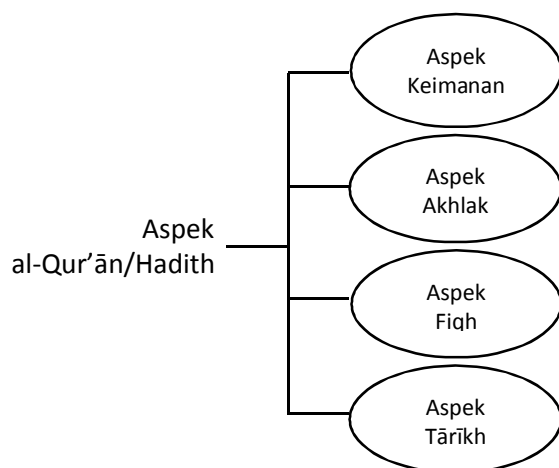 Aspek
al-Qur’ān/Hadith
Aspek
Keimanan
Aspek
Akhlak
Aspek
Fiqh
Aspek
Tārīkh